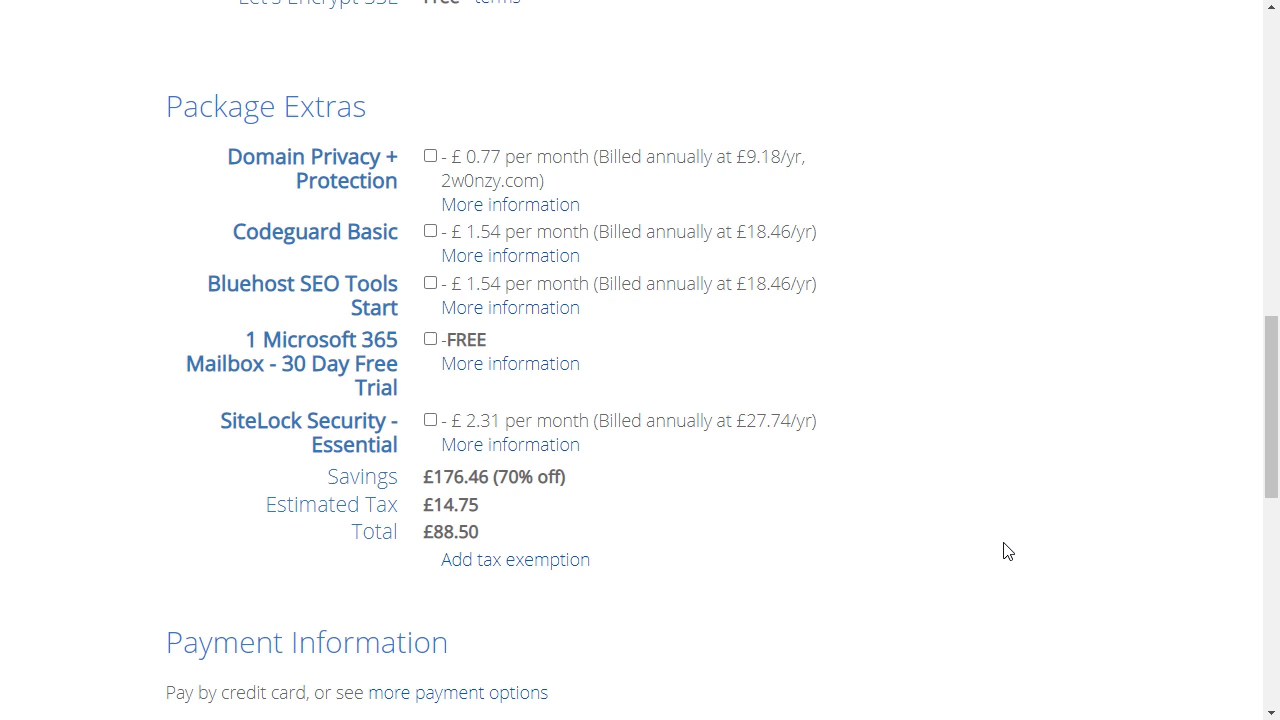 Let's Encrypt SSL Free - terms
Package Extras
Domain Privacy + - £ 0.77 per month (Billed annually at £9.18/yr,
Protection 2w0nzy.com)
More information
Codeguard Basic - £ 1.54 per month (Billed annually at £18.46/yr)
More information
Bluehost SEO Tools - £ 1.54 per month (Billed annually at £18.46/yr)
Start More information
1 Microsoft 365 -FREE
Mailbox - 30 Day Free More information
Trial
SiteLock Security - - £ 2.31 per month (Billed annually at £27.74/yr)
Essential More information
Savings £176.46 (70% off)
Estimated Tax £14.75
Total £88.50
Add tax exemption
Payment Information
Pay by credit card, or see more payment options